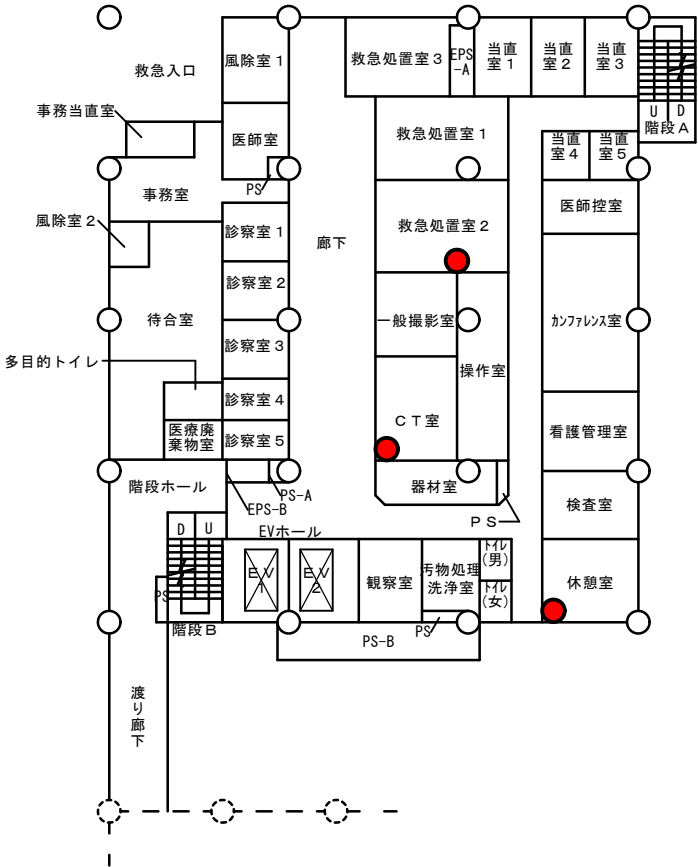 救急入口
風除室1
救急処置室3
EPS
-A
当直
室1
当直
室2
当直
室3
U D
階段A
事務当直室
医師室
PS
救急処置室1
当直
室4
当直
室5
事務室
医師控室
風除室2
診察室1
廊下
救急処置室2
診察室2
待合室
一般撮影室
カンファレンス室
診察室3
多目的トイレ
操作室
診察室4
CT室
看護管理室
医療廃
棄物室
診察室5
階段ホール
PS-A
EPS-B
器材室
PS
検査室
EVホール
D U
EV
1
EV
2
観察室
汚物処理
洗浄室
トイレ
(男)
トイレ
(女)
休憩室
PS
階段B
PS-B
PS
渡り廊下